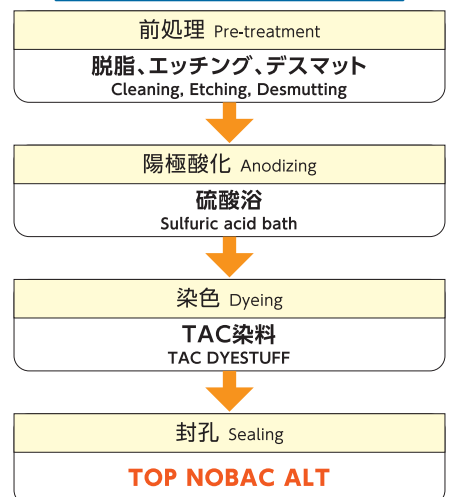 前処理 Pre-treatment
脱脂、エッチング、デスマット
Cleaning, Etching, Desmutting
陽極酸化 Anodizing
硫酸浴
Sulfuric acid bath
染色 Dyeing
TAC染料
TAC DYESTUFF
封孔 Sealing
TOP NOBAC ALT